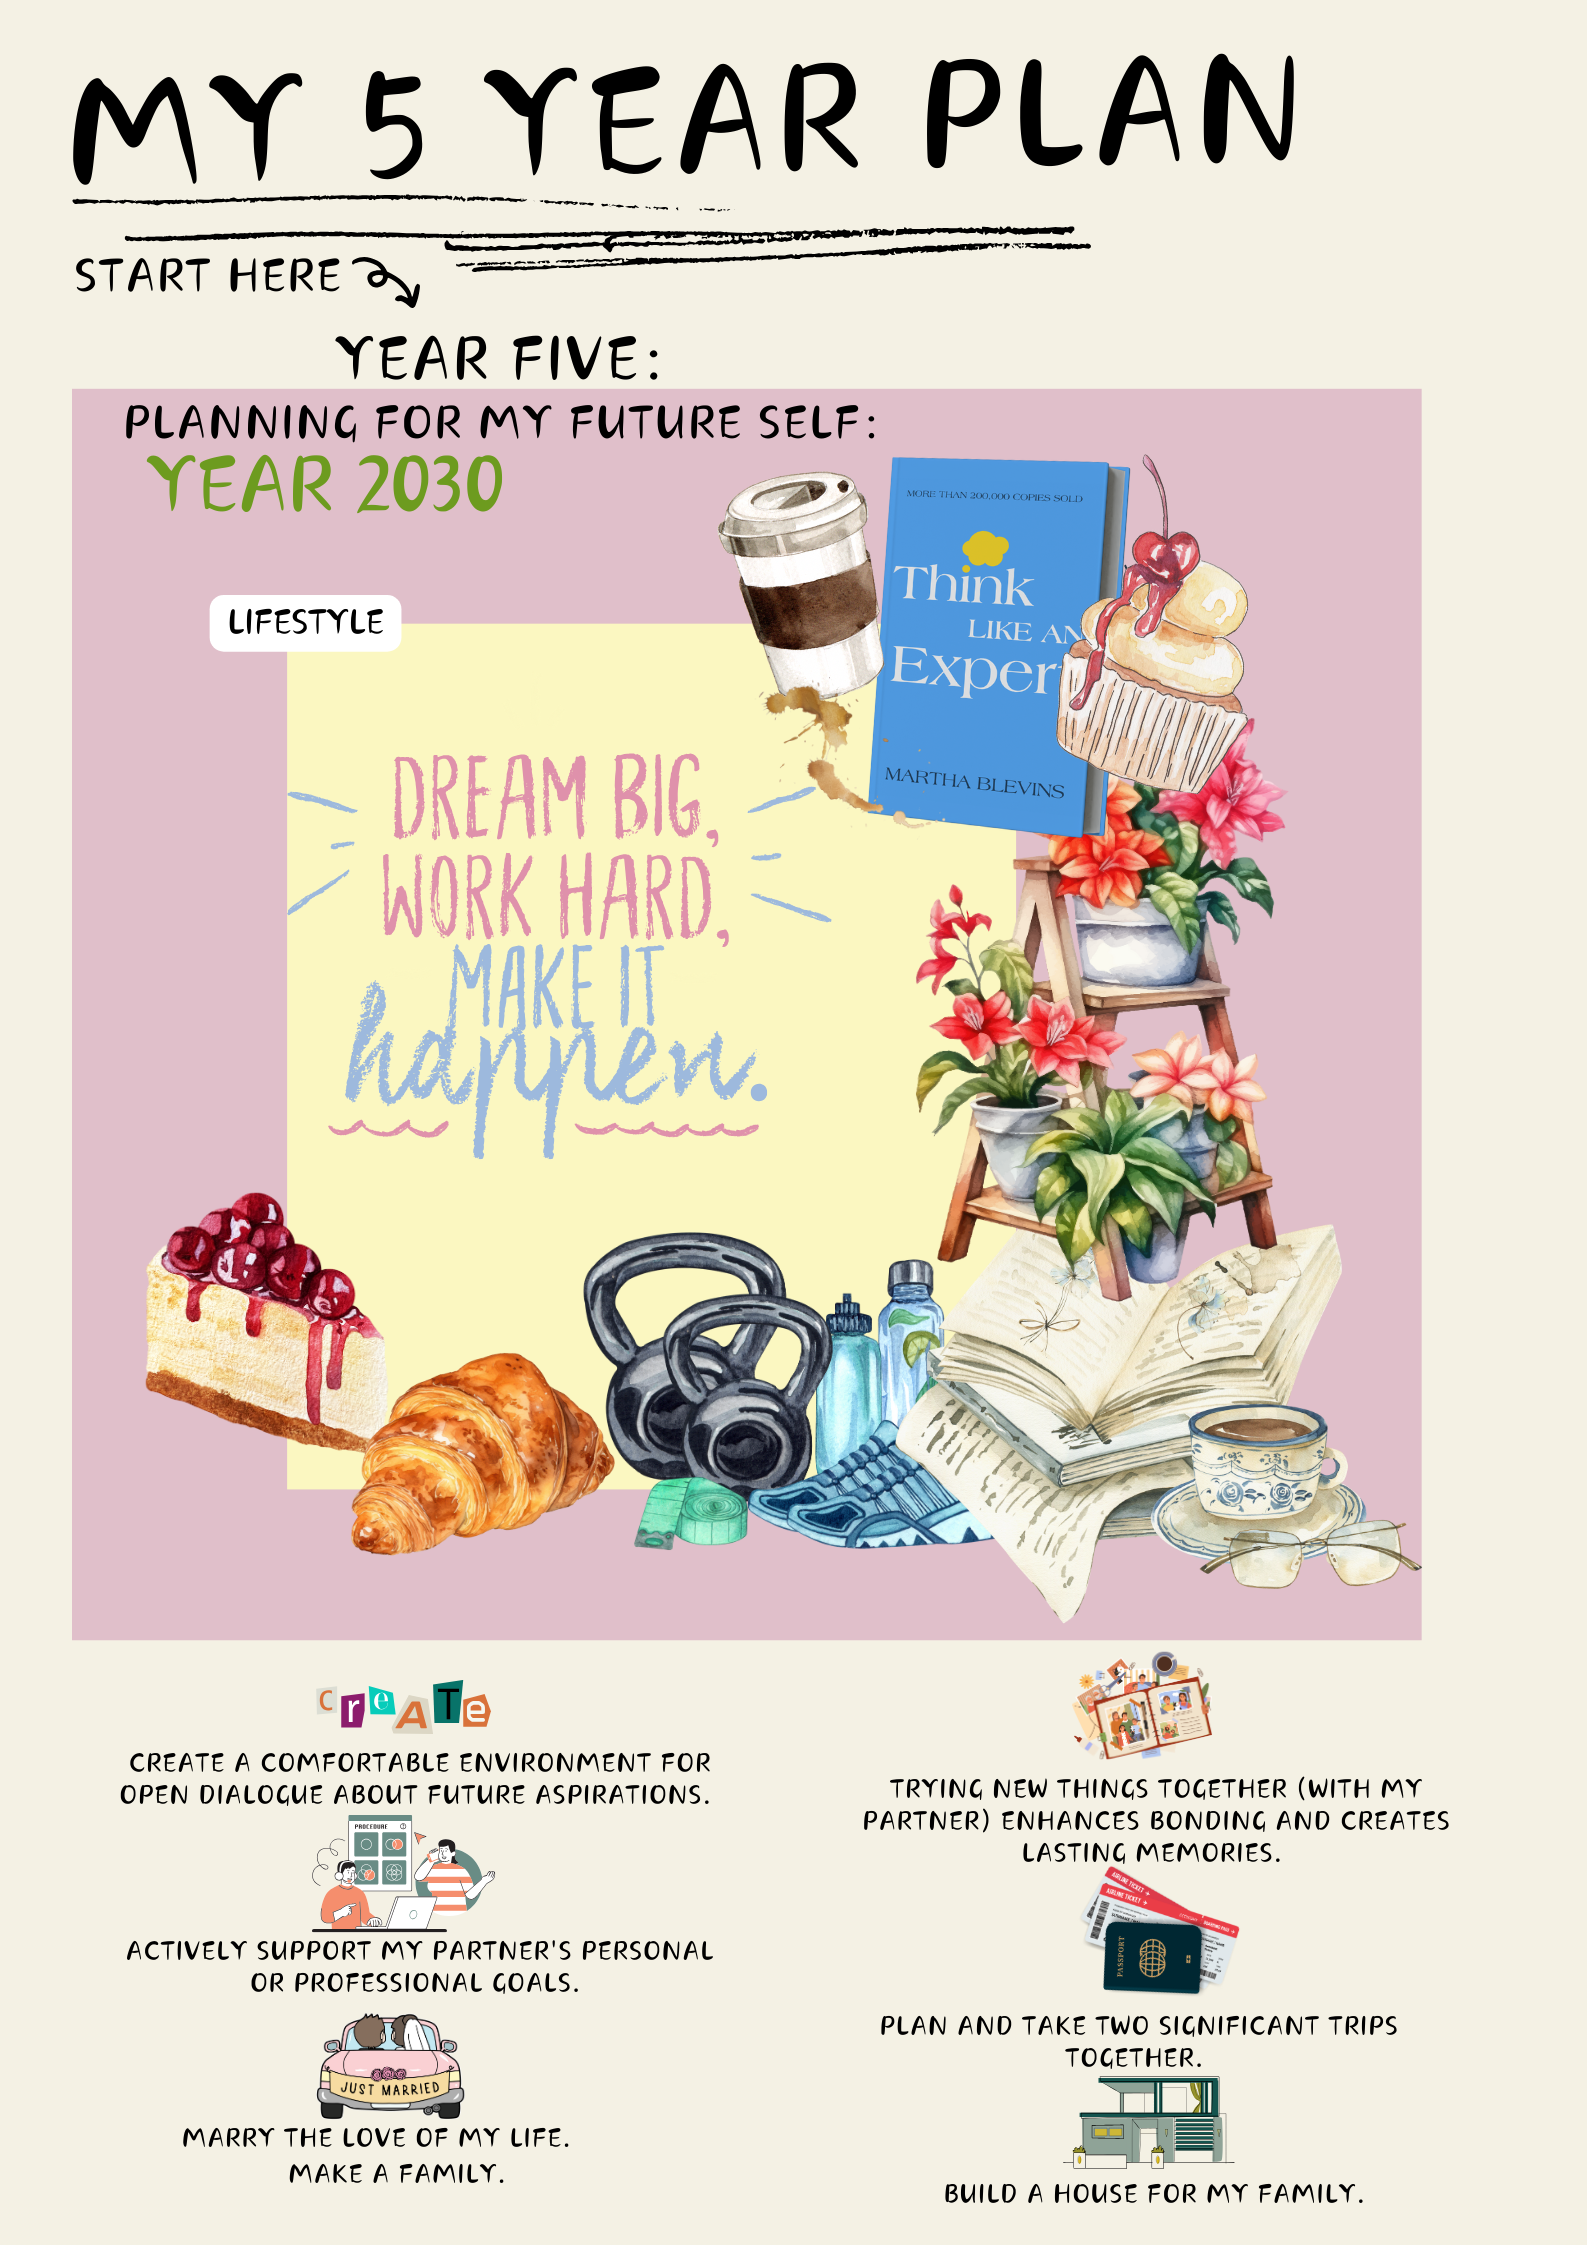 MY 5 YEAR PLAN
START HERE
YEAR FIVE:
PLANNING FOR MY FUTURE SELF:
YEAR 2030
LIFESTYLE
MORE THAN 200,000 COPIES SOLD
Think
LIKE AN
Exper
MARTHA BLEVINS
DREAM BIG,
WORK HARD,
MAKE IT
happen.
CreATe
CREATE A COMFORTABLE ENVIRONMENT FOR
OPEN DIALOGUE ABOUT FUTURE ASPIRATIONS.
PROCEDURE
ACTIVELY SUPPORT MY PARTNER'S PERSONAL
OR PROFESSIONAL GOALS.
JUST MARRIED
MARRY THE LOVE OF MY LIFE.
MAKE A FAMILY.
TRYING NEW THINGS TOGETHER (WITH MY
PARTNER) ENHANCES BONDING AND CREATES
LASTING MEMORIES.
AIRLINE TICKET
AIRLINE TICKET
BOARDING PASS
PASSPORT
PLAN AND TAKE TWO SIGNIFICANT TRIPS
TOGETHER.
BUILD A HOUSE FOR MY FAMILY.